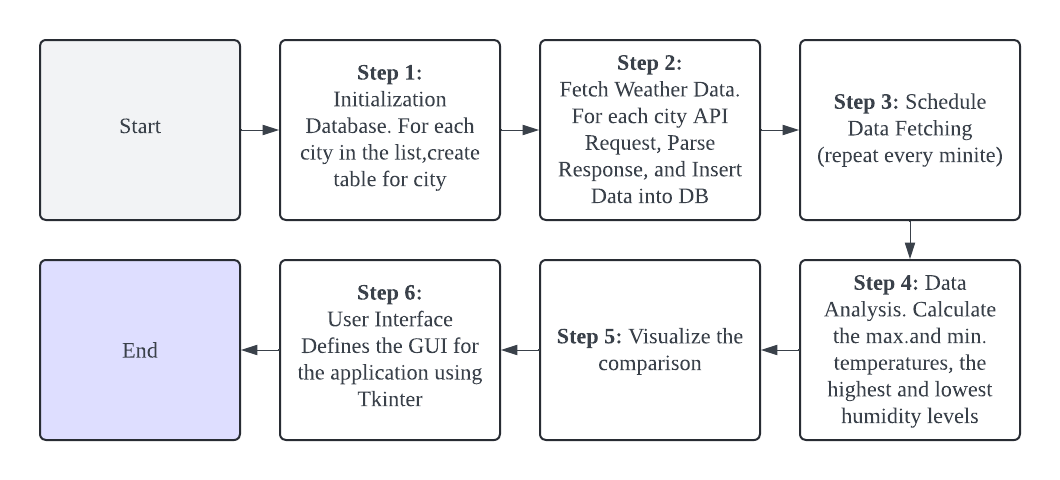 Start
Step 1:
Initialization
Database. For each
city in the list,create
table for city
Step 2:
Fetch Weather Data.
For each city API
Request, Parse
Response, and Insert
Data into DB
Step 3: Schedule
Data Fetching
(repeat every minite)
Step 4: Data
Analysis. Calculate
the max.and min.
temperatures, the
highest and lowest
humidity levels
Step 5: Visualize the
comparison
Step 6:
User Interface
Defines the GUI for
the application using
Tkinter
End